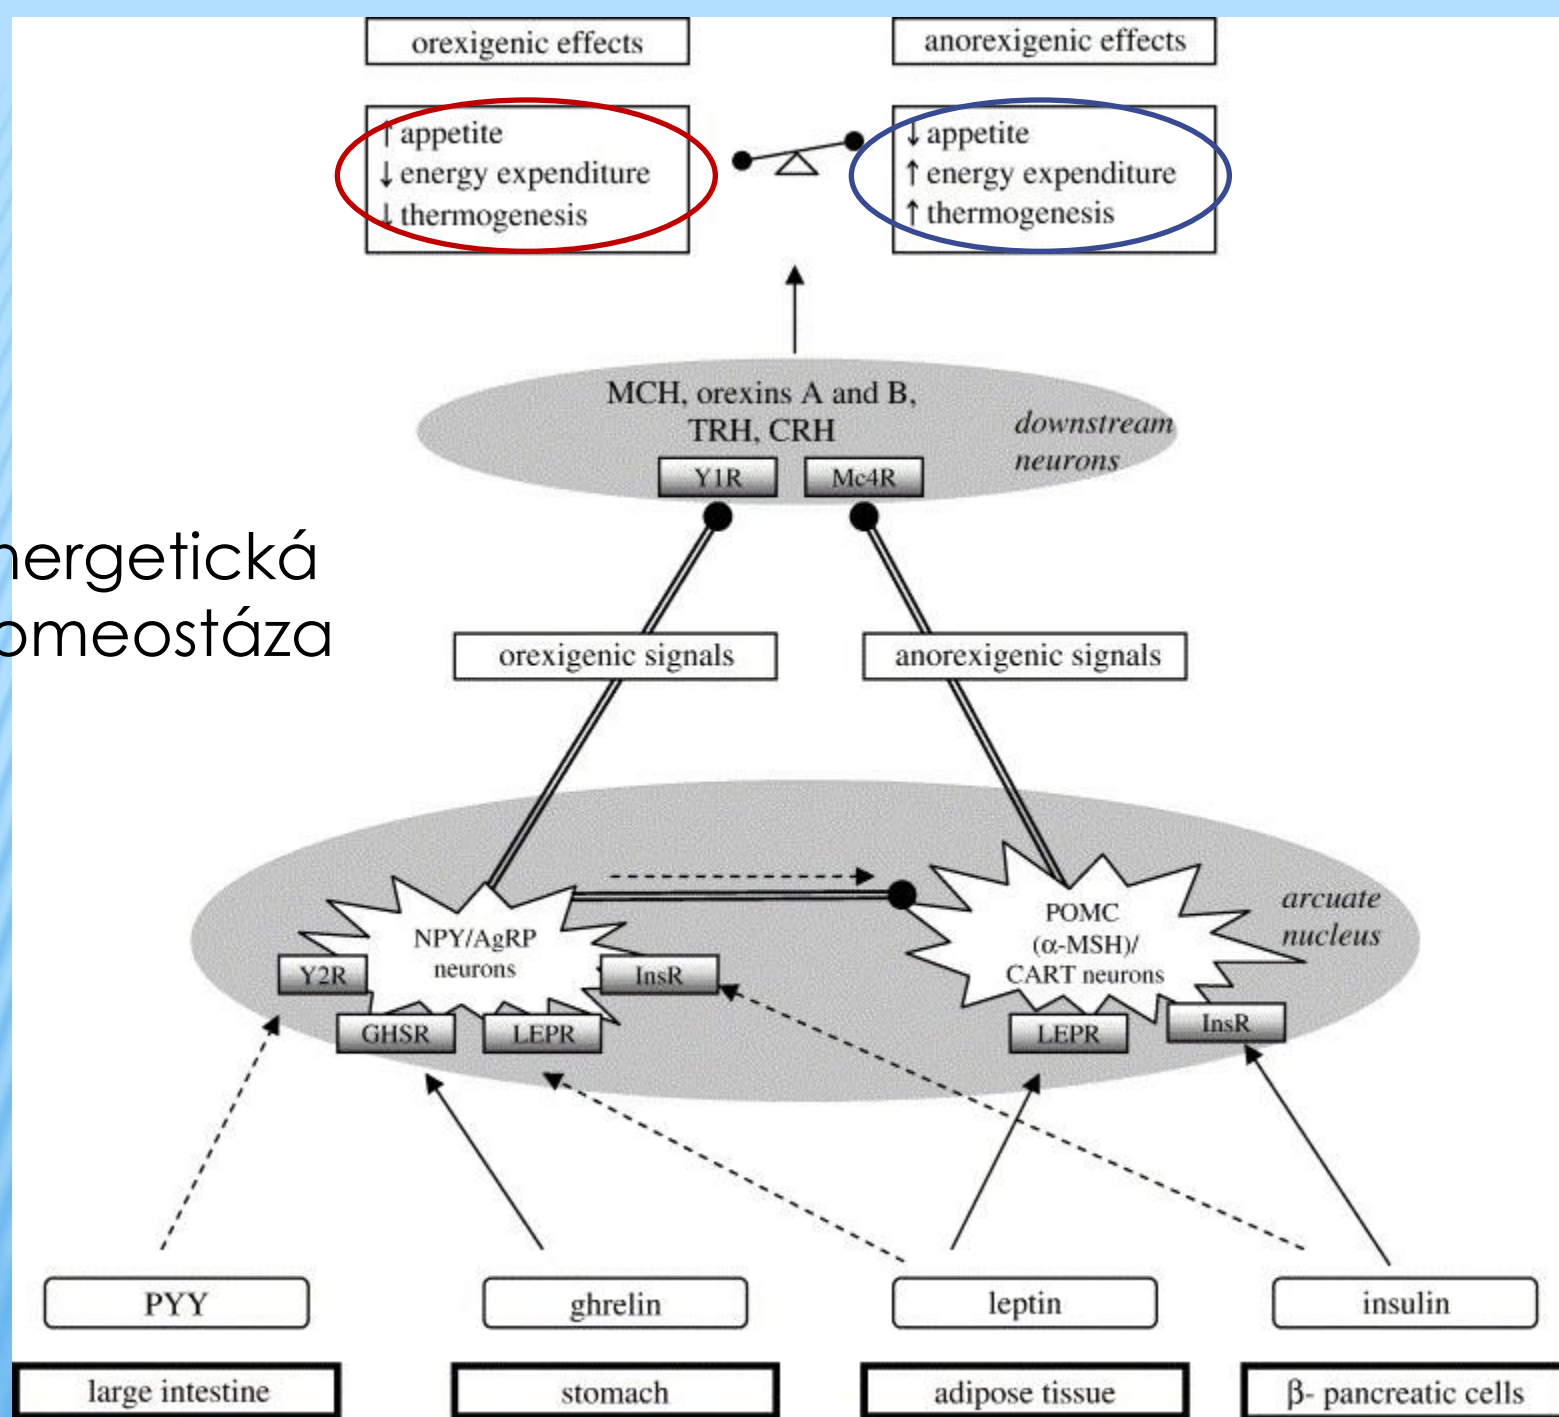 orexigenic effects
anorexigenic effects
↑ appetite
↓ energy expenditure
↓ thermogenesis
↓ appetite
↑ energy expenditure
↑ thermogenesis
MCH, orexins A and B,
TRH, CRH
downstream
neurons
Y1R
Mc4R
nergetická
omeostáza
orexigenic signals
anorexigenic signals
NPY/AgRP
neurons
POMC
(α-MSH)/
CART neurons
arcuate
nucleus
Y2R
InsR
GHSR
LEPR
LEPR
InsR
PYY
ghrelin
leptin
insulin
large intestine
stomach
adipose tissue
β- pancreatic cells